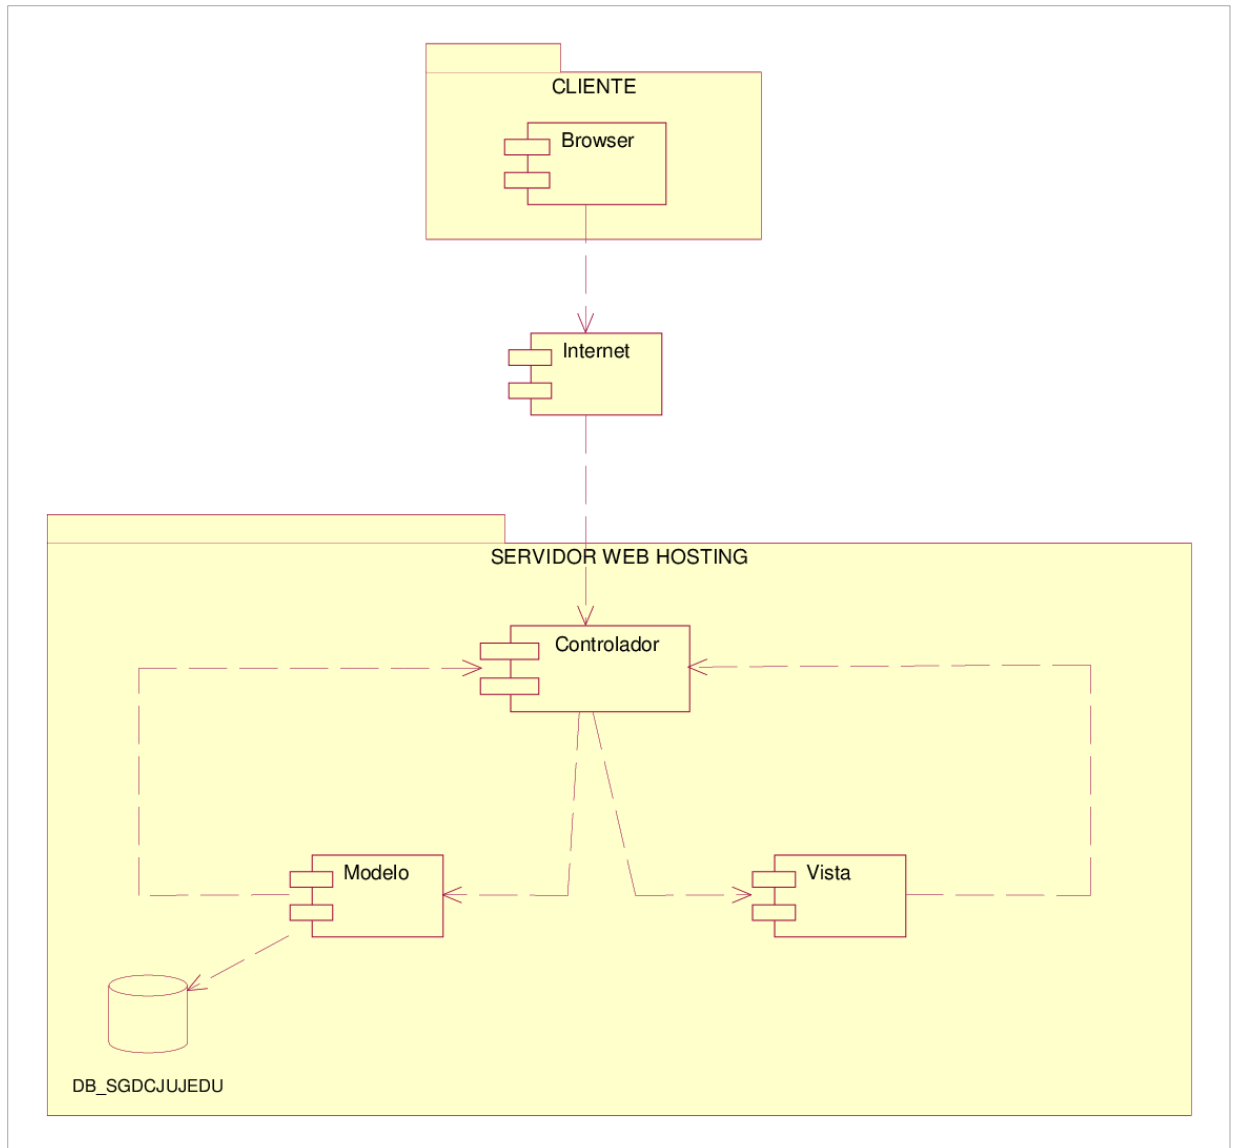 CLIENTE
Browser
Internet
SERVIDOR WEB HOSTING
Controlador
Modelo
Vista
DB_SGDCJUJEDU